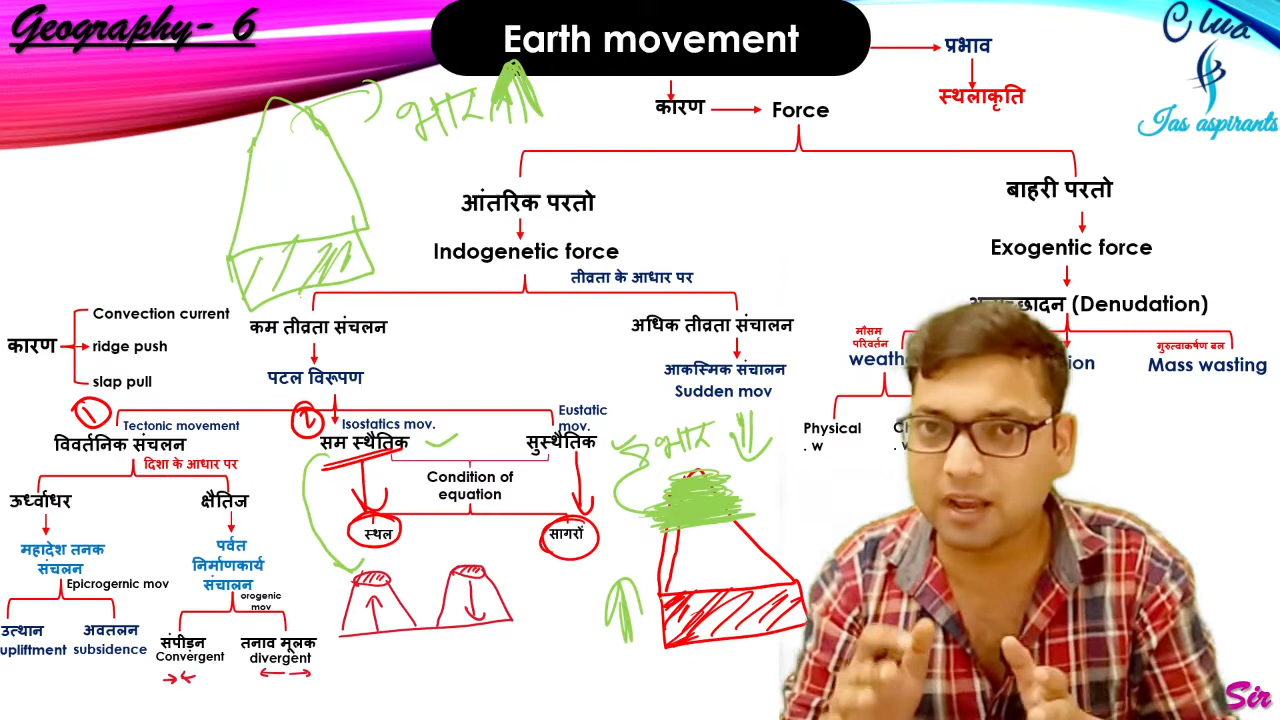 Geography- 6
Earth movement
प्रभाव
स्थलाकृति
Ias aspirants
कारण
Force
भार
आंतरिक परतो
Indogenetic force
तीव्रता के आधार पर
बाहरी परतो
Exogentic force
(Denudation)
कम तीव्रता संचलन
पटल विरूपण
अधिक तीव्रता संचालन
आकस्मिक संचालन
Sudden mov
मौसम
परिवर्तन
गुरुत्वाकर्षण बल
Mass wasting
Physical
. w
. v
कारण
Convection current
ridge push
slap pull
1
Tectonic movement
विवर्तनिक संचलन
दिशा के आधार पर
2
Isostatics mov.
सम स्थैतिक
Eustatic
mov.
सुस्थैतिक
भार
Condition of
equation
स्थल
सागरों
ऊर्ध्वाधर
महादेश तनक
संचलन
Epicrogernic mov
उत्थान
upliftment
अवतलन
subsidence
क्षैतिज
पर्वत
निर्माणकार्य
संचालन
orogenic
mov
संपीड़न
Convergent
तनाव मूलक
divergent
Sir